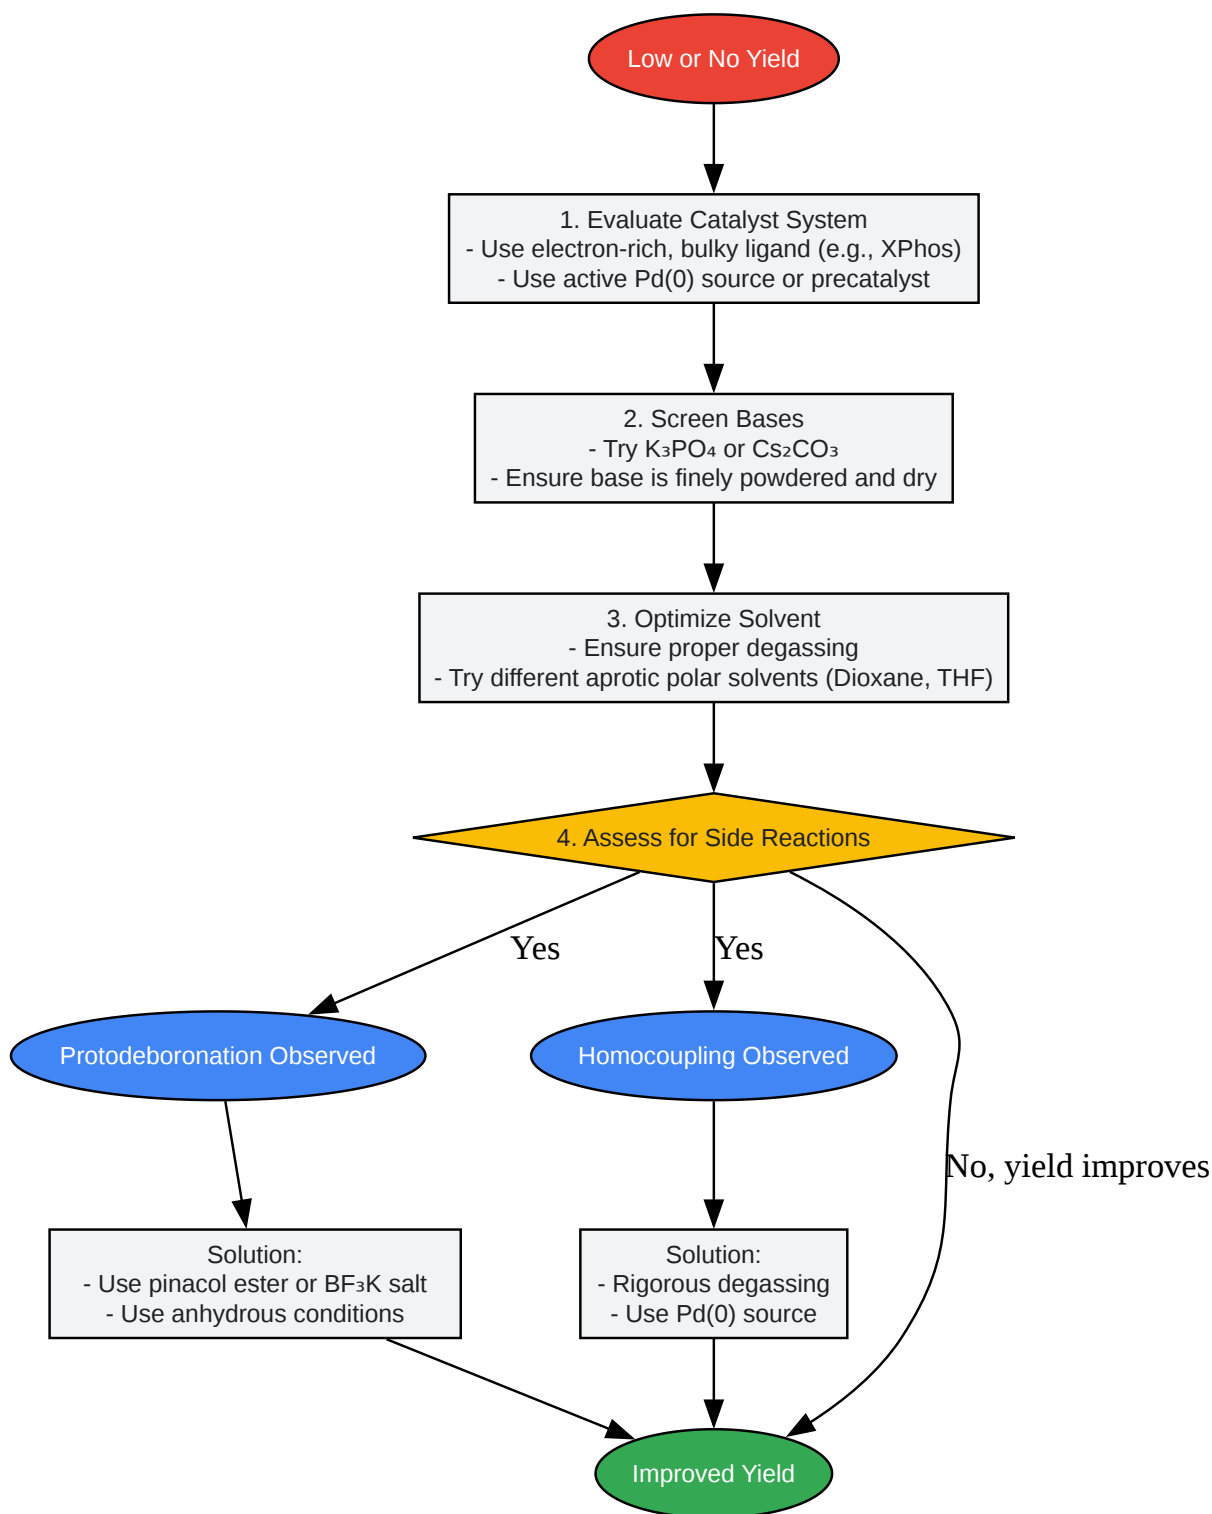 Low or No Yield
1. Evaluate Catalyst System
- Use electron-rich, bulky ligand (e.g., XPhos)
- Use active Pd(0) source or precatalyst
2. Screen Bases
- Try K₃PO₄ or Cs₂CO₃
- Ensure base is finely powdered and dry
3. Optimize Solvent
- Ensure proper degassing
- Try different aprotic polar solvents (Dioxane, THF)
4. Assess for Side Reactions
Yes
Yes
Protodeboronation Observed
Homocoupling Observed
No, yield improves
Solution:
- Use pinacol ester or BF₃K salt
- Use anhydrous conditions
Solution:
- Rigorous degassing
- Use Pd(0) source
Improved Yield